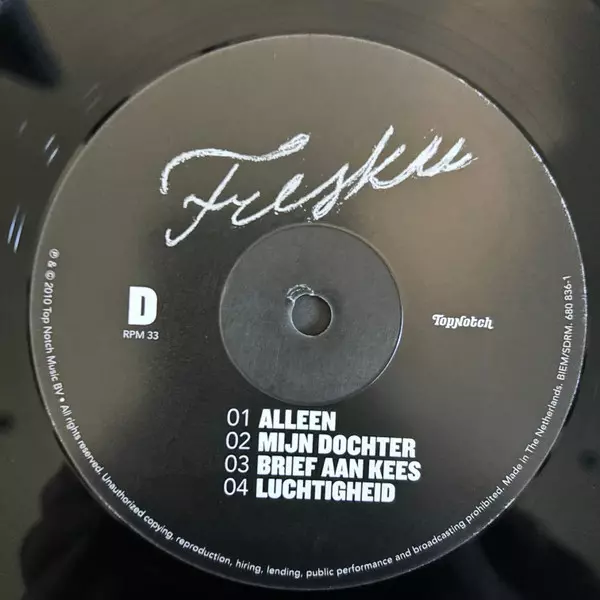 Fresku
D
RPM 33
TopNotch
01 ALLEEN
02 MIJN DOCHTER
03 BRIEF AAN KEES
04 LUCHTIGHEID
℗ & © 2010 Top Notch Music BV • All rights reserved. Unauthorized copying, reproduction, hiring, lending, public performance and broadcasting prohibited. Made in The Netherlands. BIEM/SDRM. 680 836-1